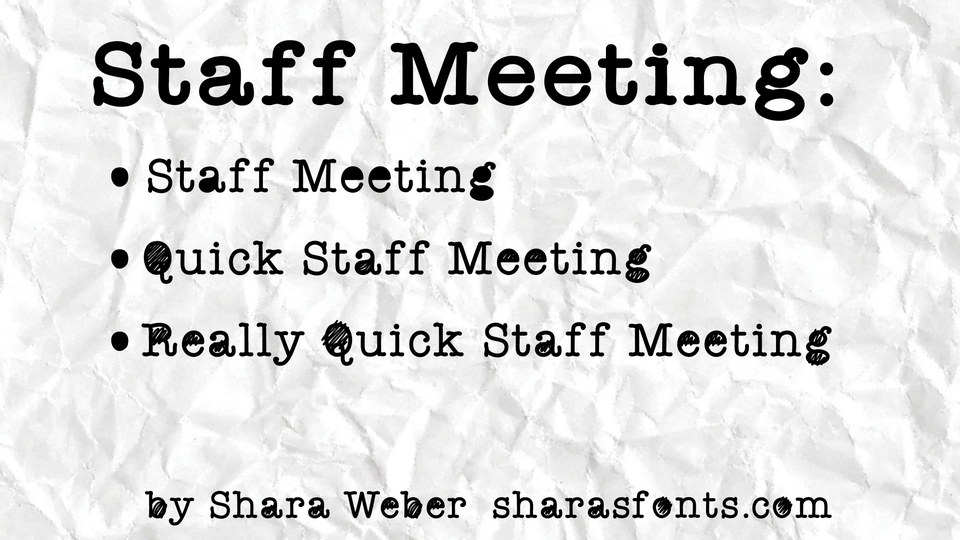 Staff Meeting:
• Staff Meeting
• Quick Staff Meeting
• Really Quick Staff Meeting
by Shara Weber sharasfonts.com